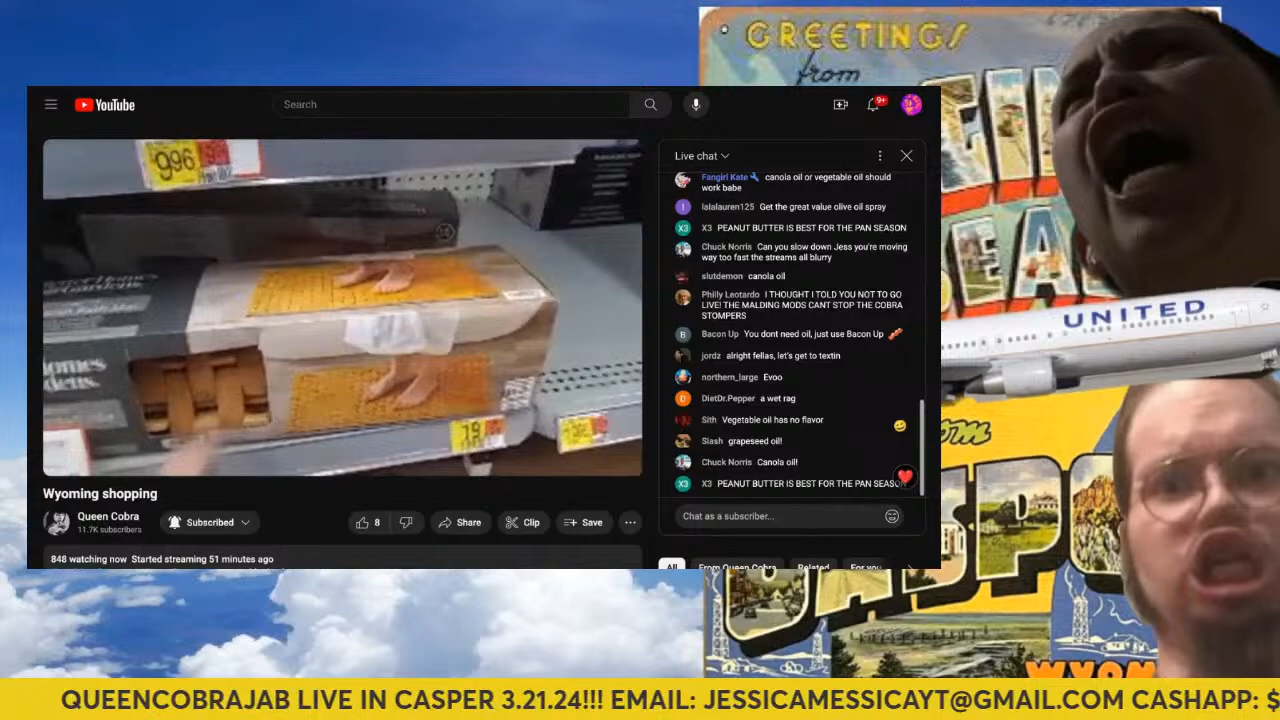 GREETINGS
from
YouTube
Search
9+
996
Live chat
Fangirl Kate canola oil or vegetable oil should
work babe
lalalauren125 Get the great value olive oil spray
X3 X3 PEANUT BUTTER IS BEST FOR THE PAN SEASON
Chuck Norris Can you slow down Jess you're moving
way too fast the streams all blurry
slutdemon canola oil
Philly Leotardo I THOUGHT I TOLD YOU NOT TO GO
LIVE! THE MALDING MODS CANT STOP THE COBRA
STOMPERS
B Bacon Up You dont need oil, just use Bacon Up
jordz alright fellas, let's get to textin
northern_large Evoo
D DietDr.Pepper a wet rag
Sith Vegetable oil has no flavor
Slash grapeseed oil!
Chuck Norris Canola oil!
X3 X3 PEANUT BUTTER IS BEST FOR THE PAN SEASON
Chat as a subscriber...
UNITED
Wyoming shopping
Queen Cobra
11.7K subscribers
Subscribed
8
Share
Clip
Save
848 watching now Started streaming 51 minutes ago
All From Queen Cobra Related For you
QUEENCOBRAJAB LIVE IN CASPER 3.21.24!!! EMAIL: JESSICAMESSICAYT@GMAIL.COM CASHAPP: $